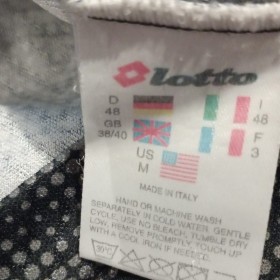 lotto
D I
48 48
GB F
38/40 3
US
M
MADE IN ITALY
HAND OR MACHINE WASH
SEPARATELY IN COLD WATER, GENTLE
CYCLE, USE NO BLEACH, TUMBLE DRY
LOW, REMOVE PROMPTLY, TOUCH UP WITH
A COOL IRON IF NEEDED.
30°C